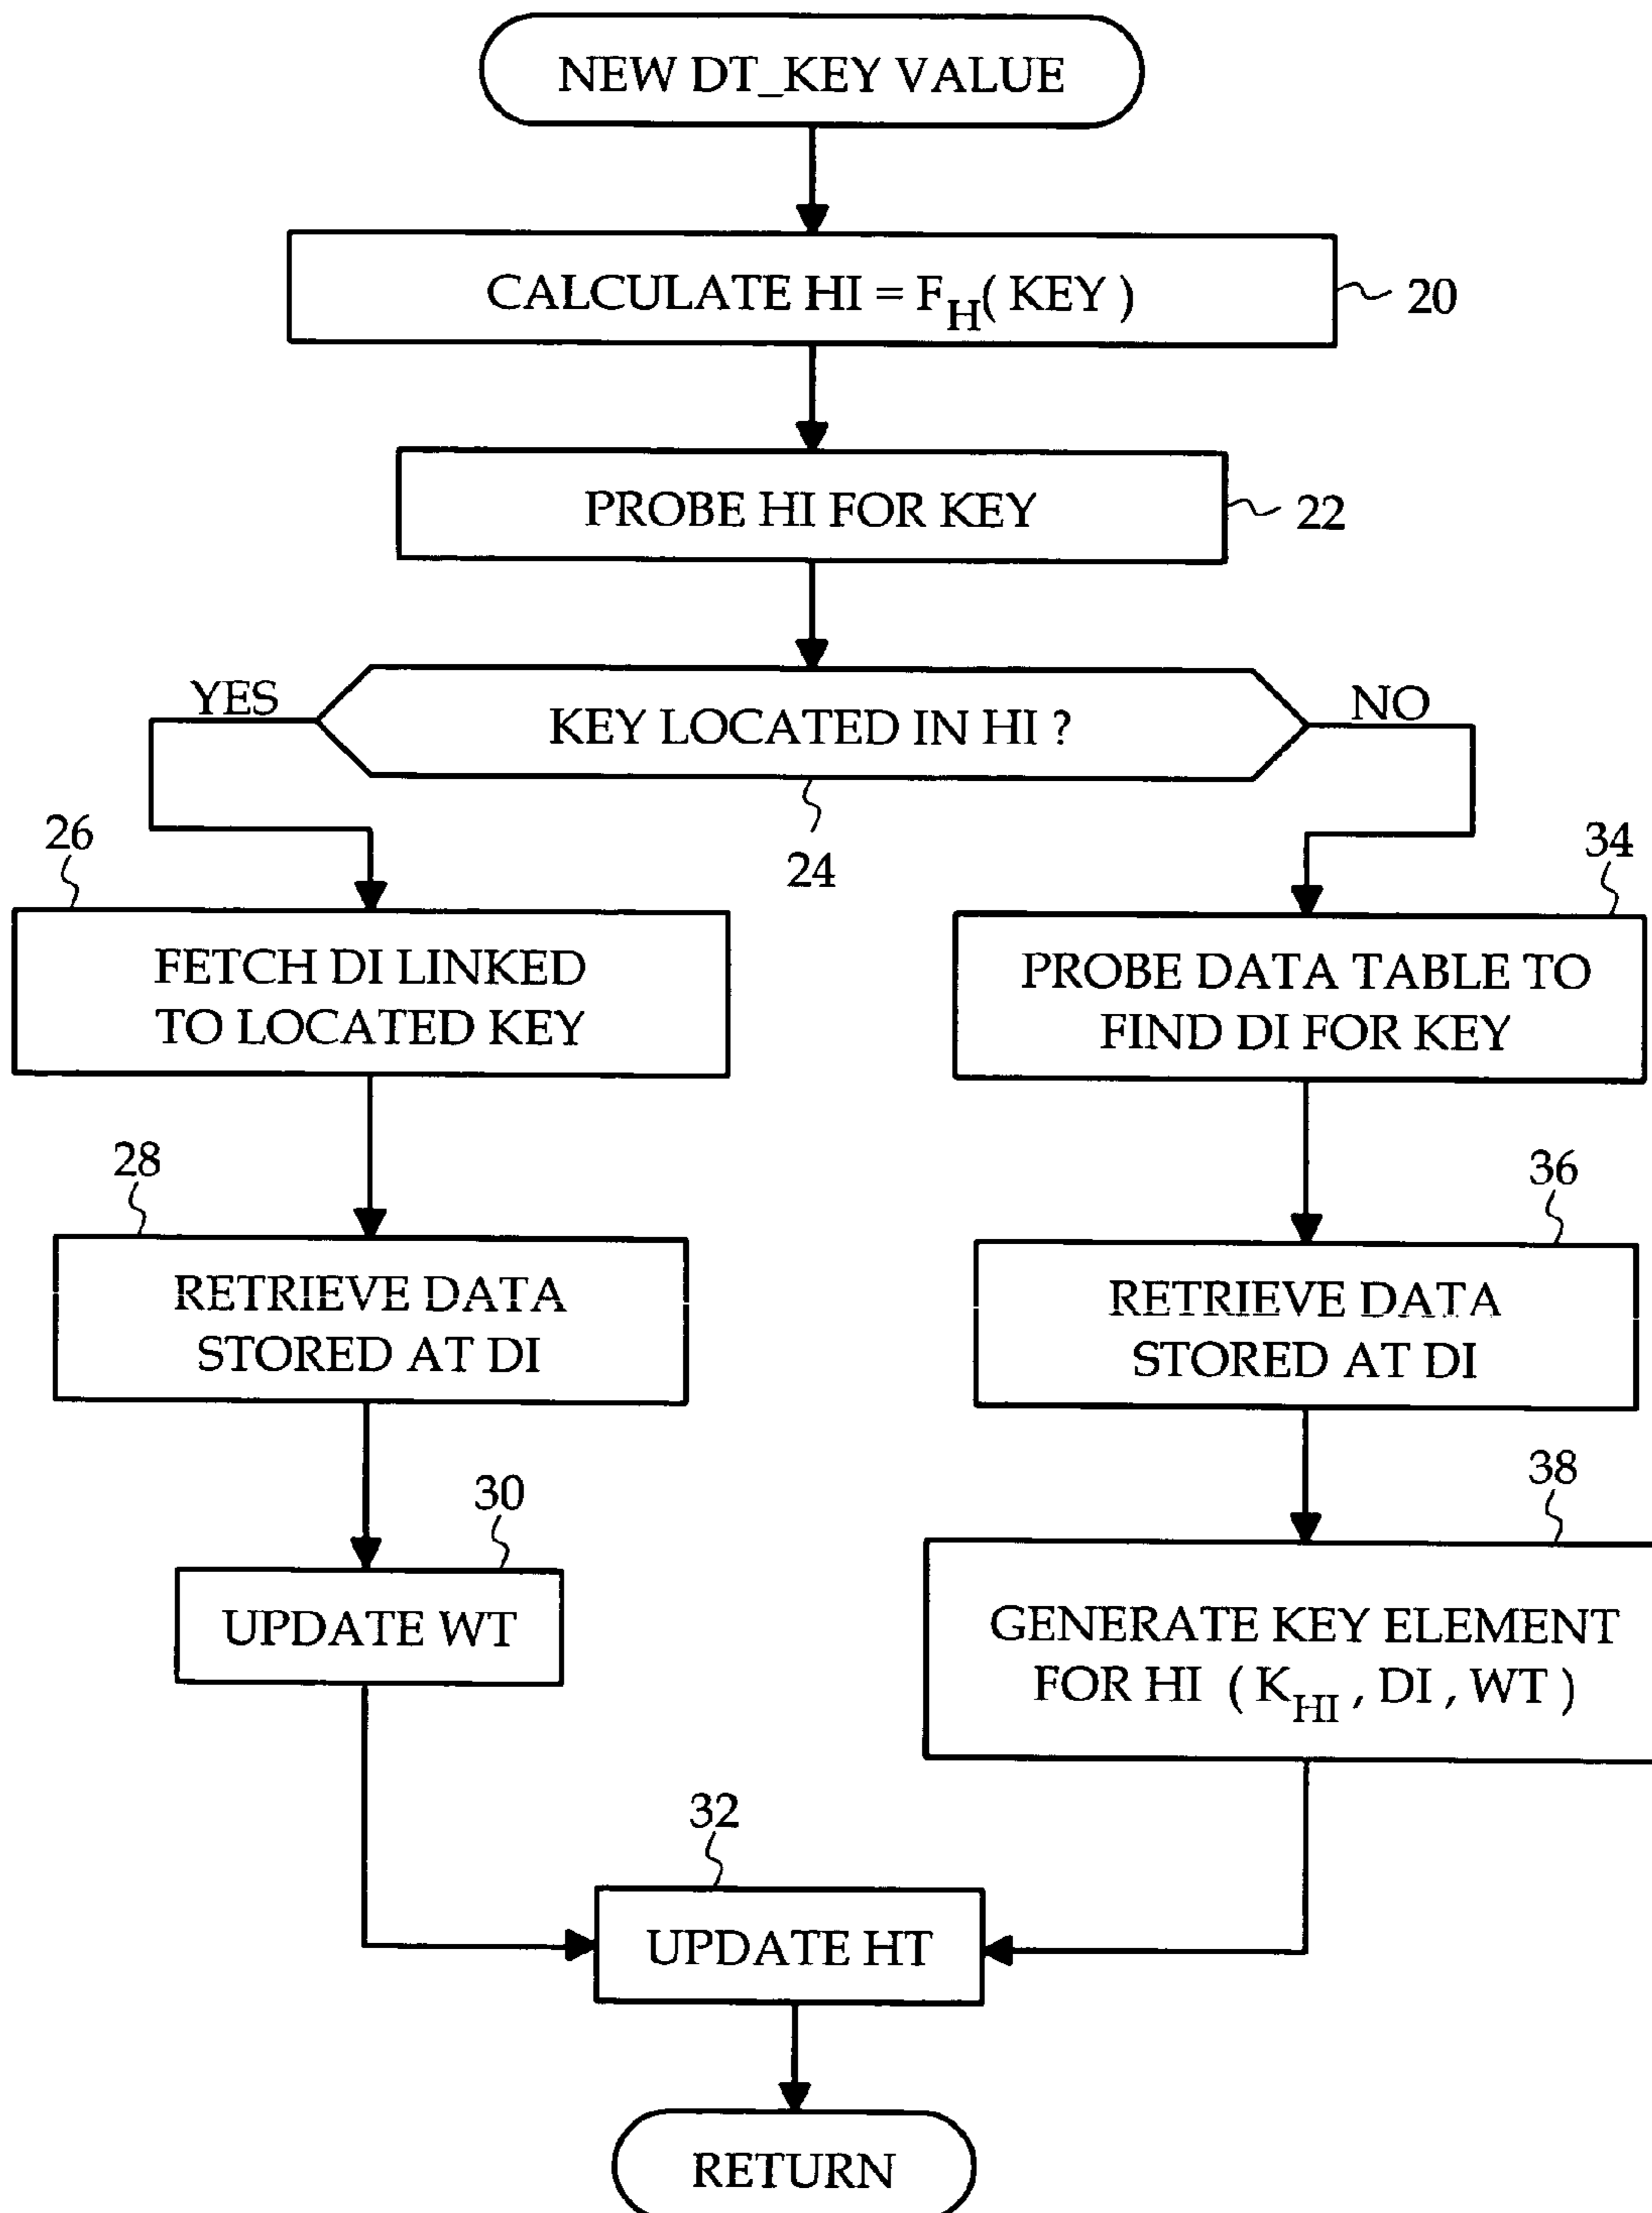 NEW DT_KEY VALUE
CALCULATE HI = F_H( KEY )
20
PROBE HI FOR KEY
22
YES
KEY LOCATED IN HI ?
NO
24
26
FETCH DI LINKED
TO LOCATED KEY
28
RETRIEVE DATA
STORED AT DI
30
UPDATE WT
34
PROBE DATA TABLE TO
FIND DI FOR KEY
36
RETRIEVE DATA
STORED AT DI
38
GENERATE KEY ELEMENT
FOR HI ( K_HI , DI , WT )
32
UPDATE HT
RETURN